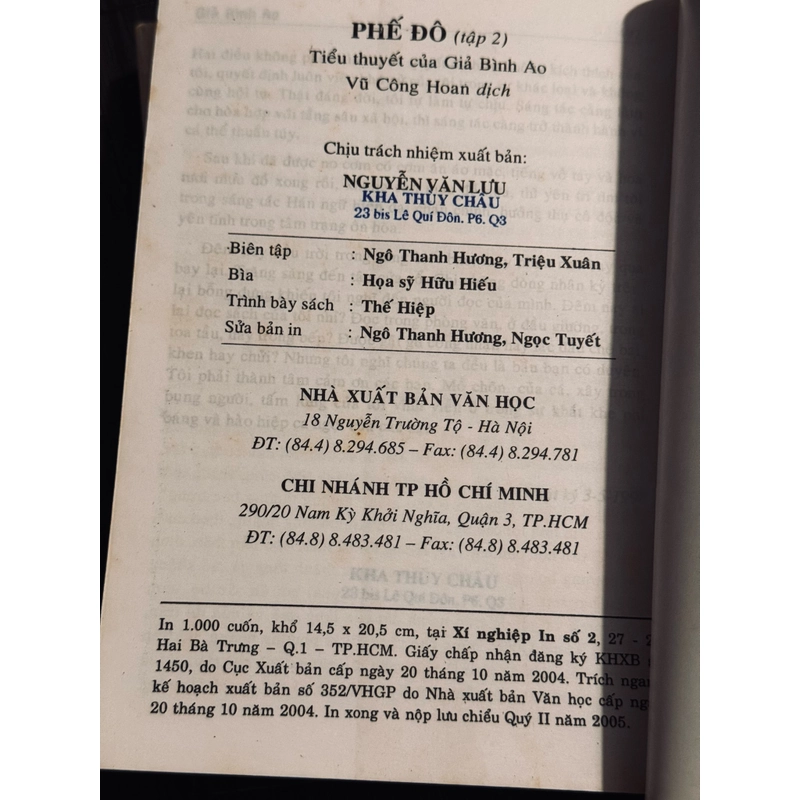 PHẾ ĐÔ (tập 2)
Tiểu thuyết của Giả Bình Ao
Vũ Công Hoan dịch
Chịu trách nhiệm xuất bản:
NGUYỄN VĂN LƯU
KHA THÙY CHÂU
23 bis Lê Quí Đôn. P6. Q3
Biên tập : Ngô Thanh Hương, Triệu Xuân
Bìa : Họa sỹ Hữu Hiếu
Trình bày sách : Thế Hiệp
Sửa bản in : Ngô Thanh Hương, Ngọc Tuyết
NHÀ XUẤT BẢN VĂN HỌC
18 Nguyễn Trường Tộ - Hà Nội
ĐT: (84.4) 8.294.685 – Fax: (84.4) 8.294.781
CHI NHÁNH TP HỒ CHÍ MINH
290/20 Nam Kỳ Khởi Nghĩa, Quận 3, TP.HCM
ĐT: (84.8) 8.483.481 – Fax: (84.8) 8.483.481
In 1.000 cuốn, khổ 14,5 x 20,5 cm, tại Xí nghiệp In số 2, 27 -
Hai Bà Trưng – Q.1 – TP.HCM. Giấy chấp nhận đăng ký KHXB
1450, do Cục Xuất bản cấp ngày 20 tháng 10 năm 2004. Trích
kế hoạch xuất bản số 352/VHGP do Nhà xuất bản Văn học cấp
20 tháng 10 năm 2004. In xong và nộp lưu chiểu Quý II năm 2005.